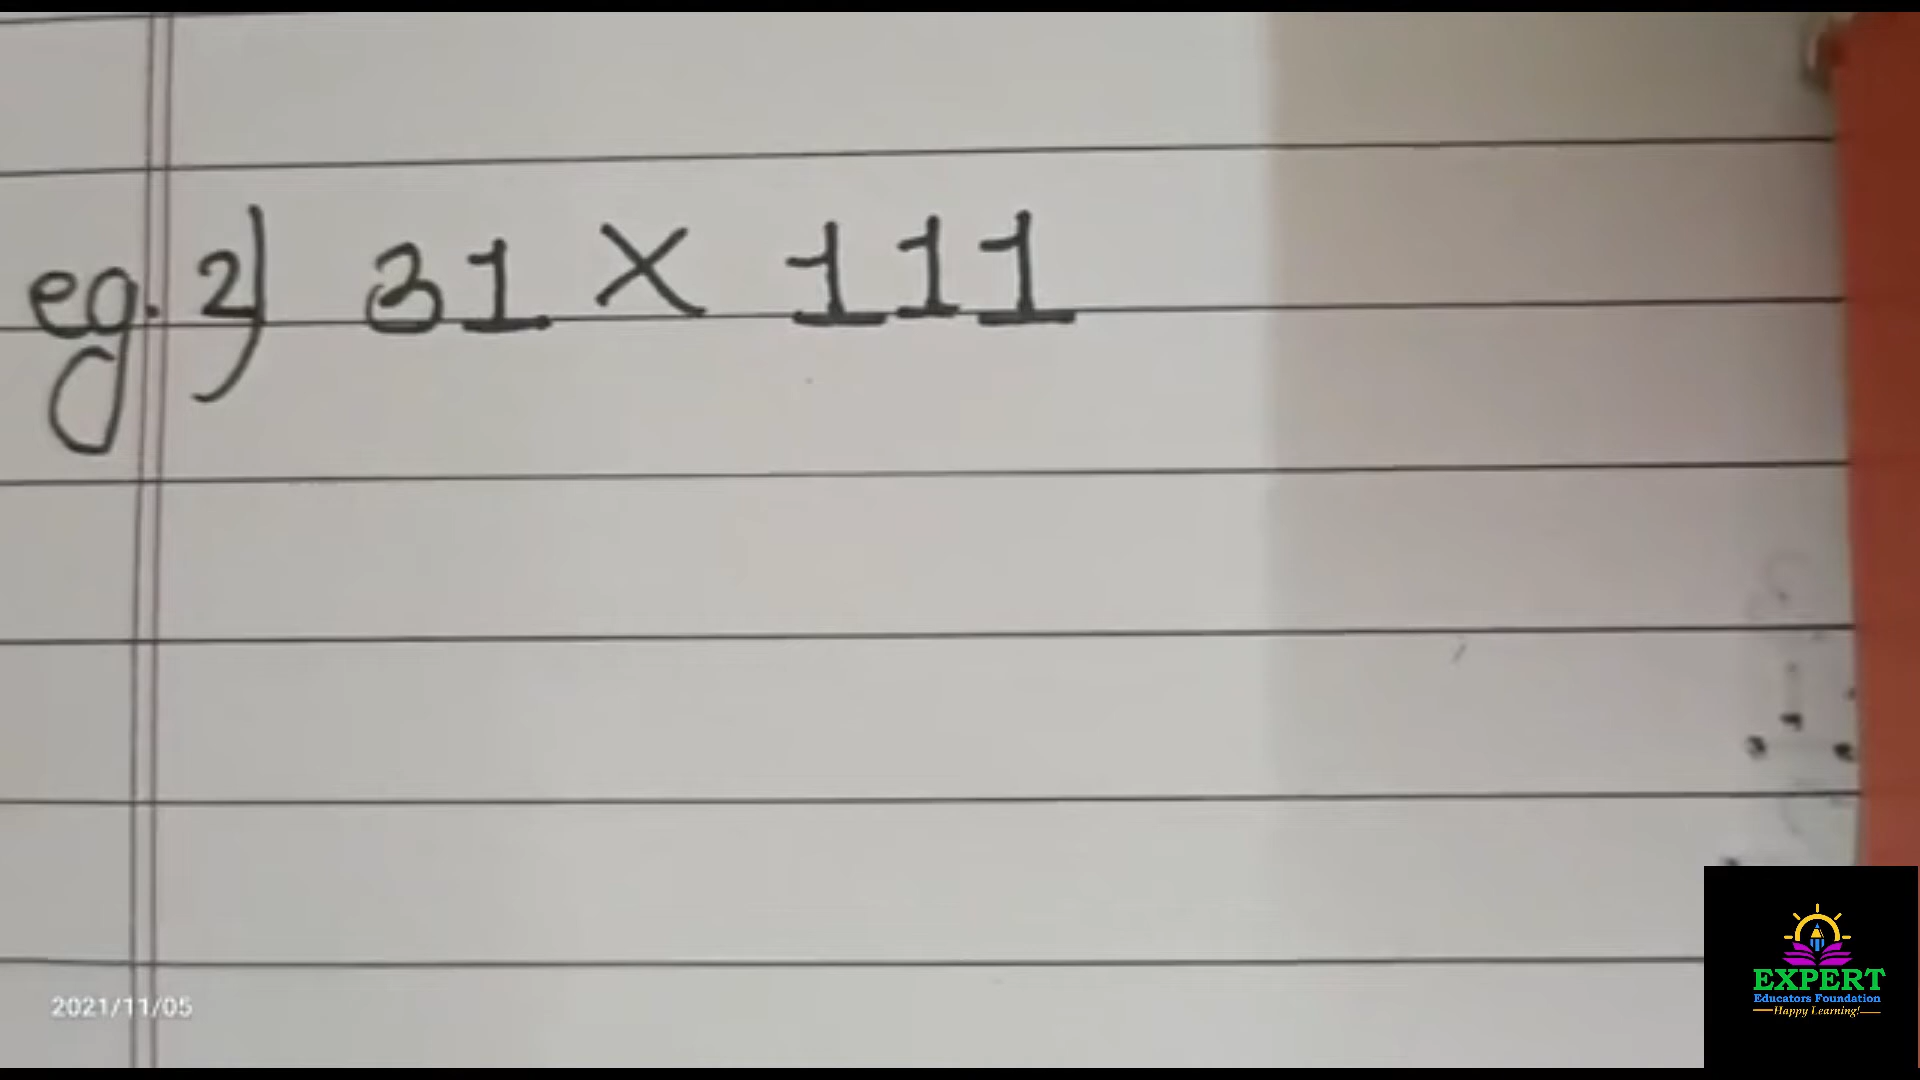 eg. 2) 31 X 111
2021/11/05
EXPERT
Educators Foundation
Happy Learning!